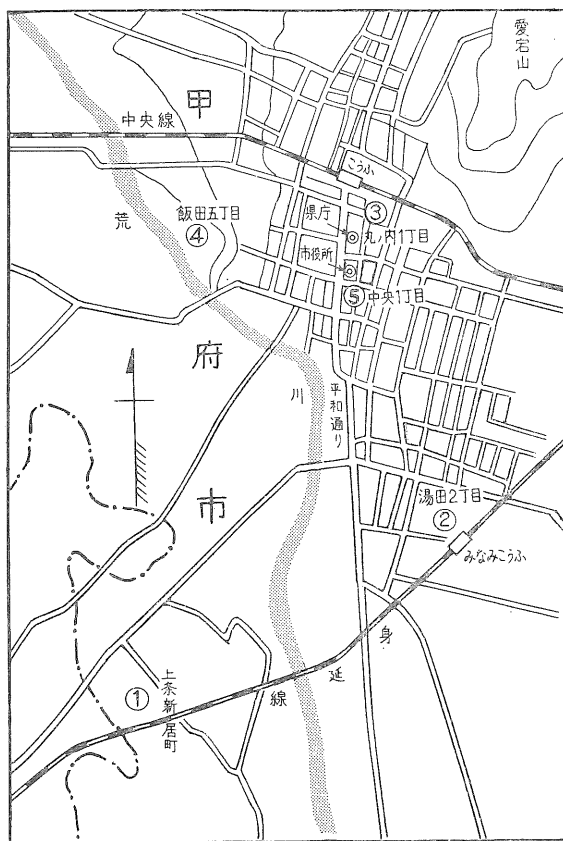 愛宕山
甲
中央線
こうふ
③
県庁
丸ノ内1丁目
飯田五丁目
④
荒
市役所
⑤
中央1丁目
府
川
平和通り
市
湯田2丁目
②
みなみこうふ
身
延
線
①
上条新居町